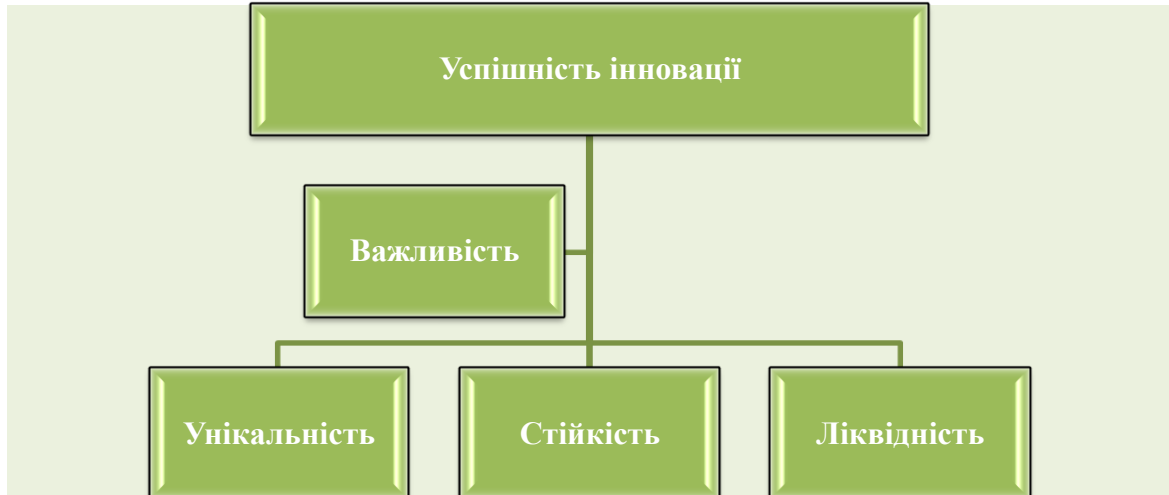 Успішність інновації
Важливість
Унікальність
Стійкість
Ліквідність